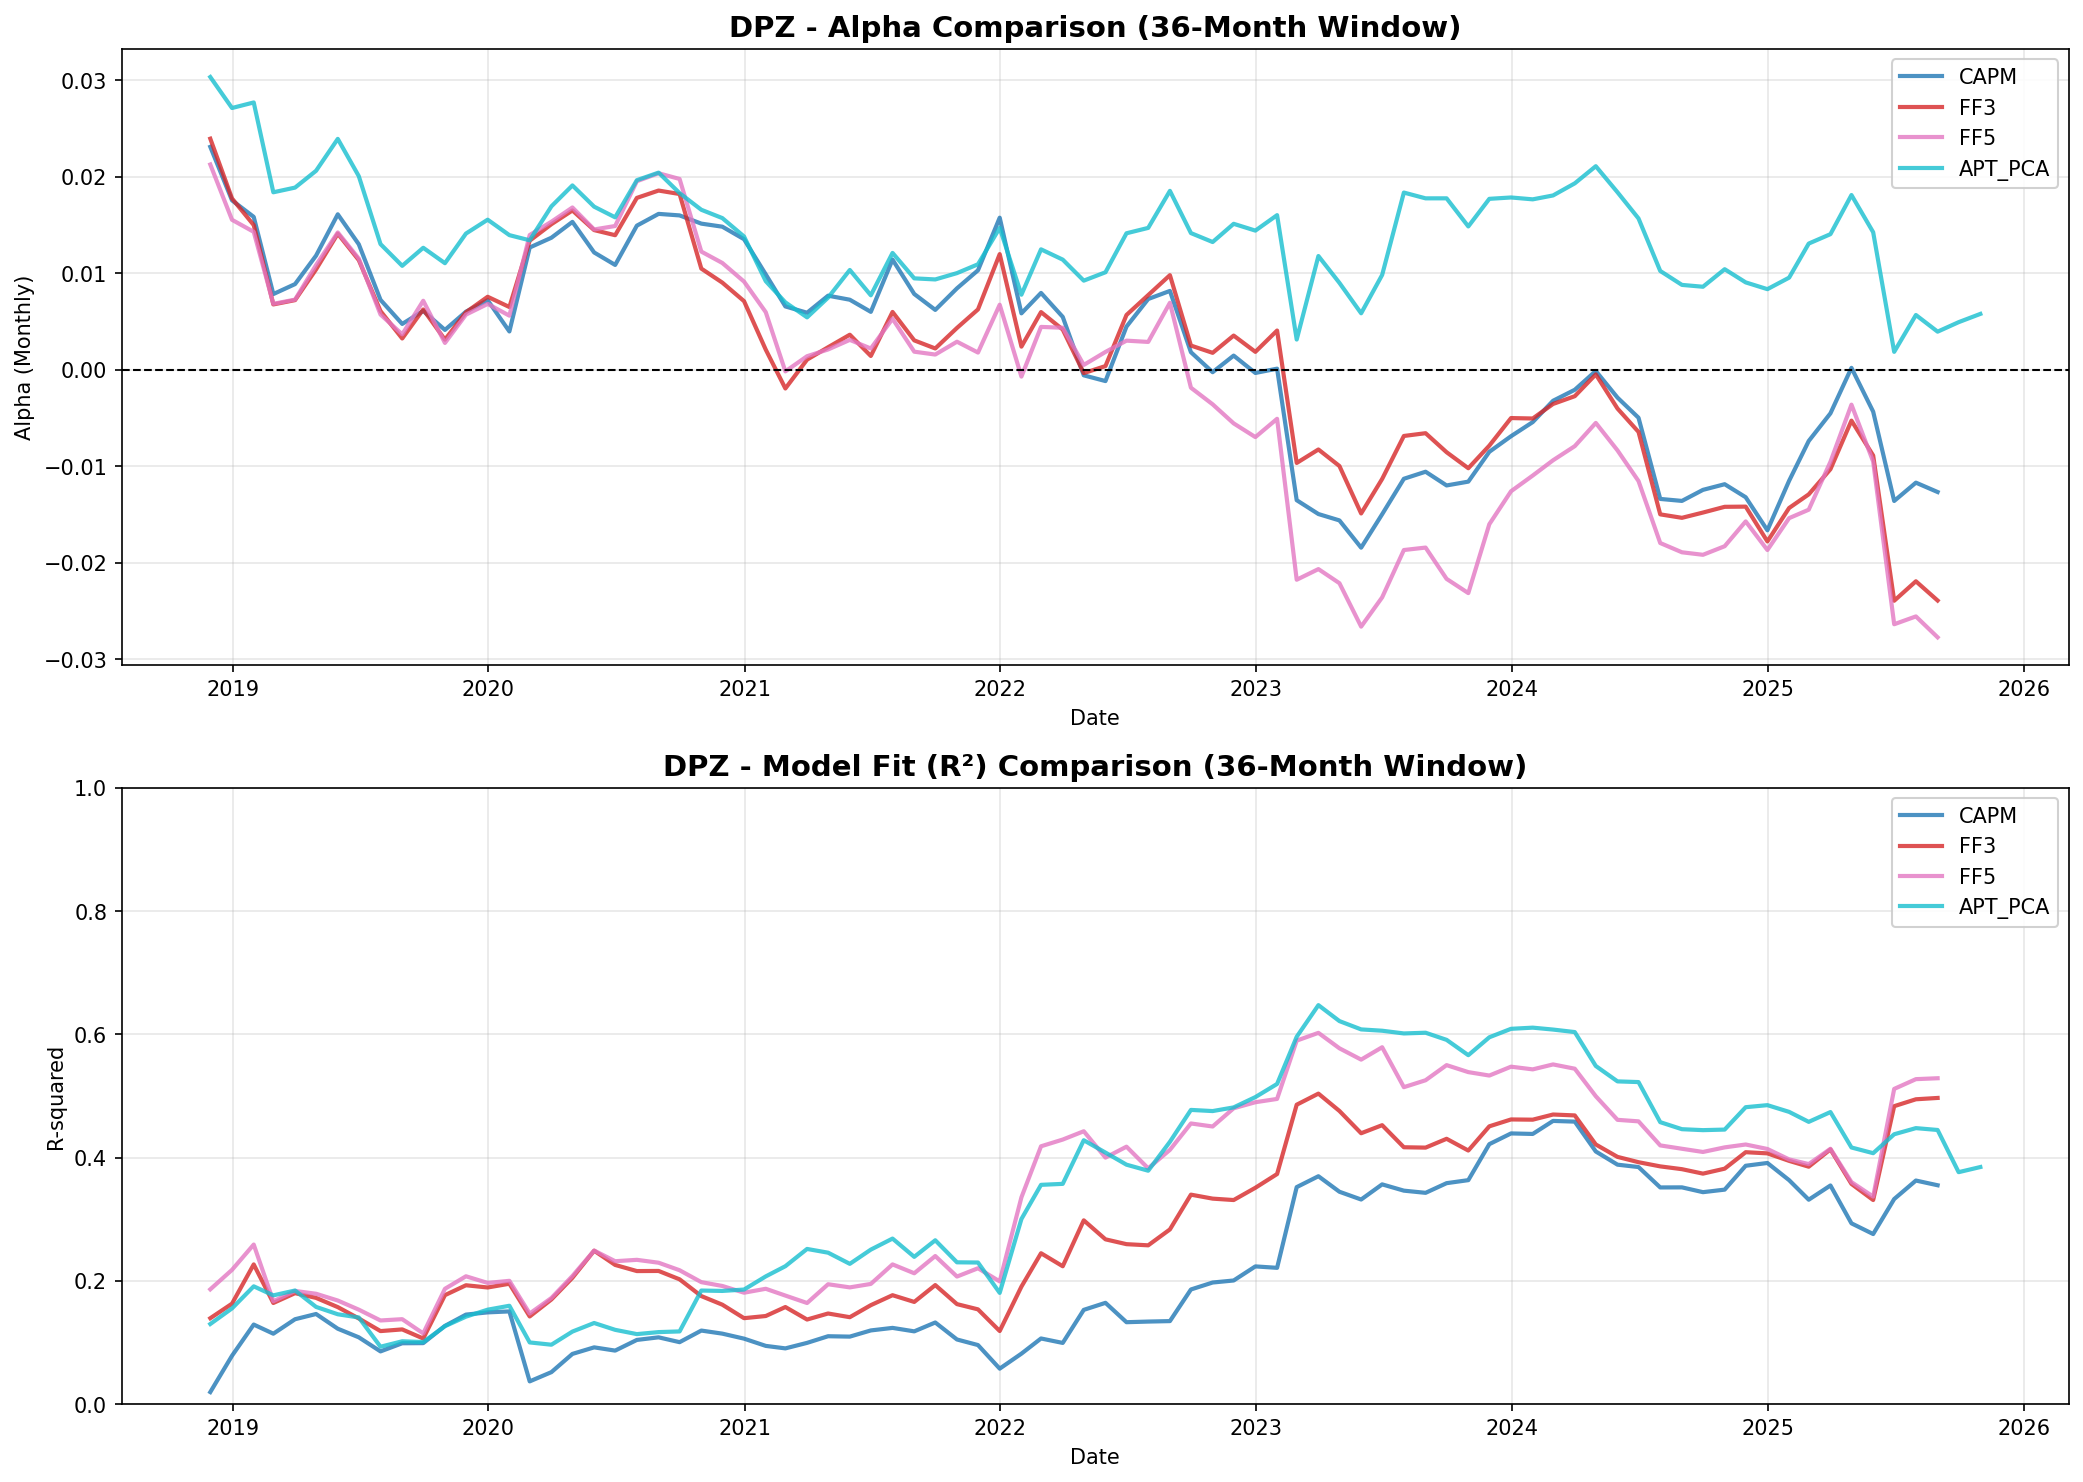 DPZ - Alpha Comparison (36-Month Window)
Alpha (Monthly)
0.03
0.02
0.01
0.00
−0.01
−0.02
−0.03
CAPM
FF3
FF5
APT_PCA
2019 2020 2021 2022 2023 2024 2025 2026
Date
DPZ - Model Fit (R²) Comparison (36-Month Window)
R-squared
1.0
0.8
0.6
0.4
0.2
0.0
CAPM
FF3
FF5
APT_PCA
2019 2020 2021 2022 2023 2024 2025 2026
Date